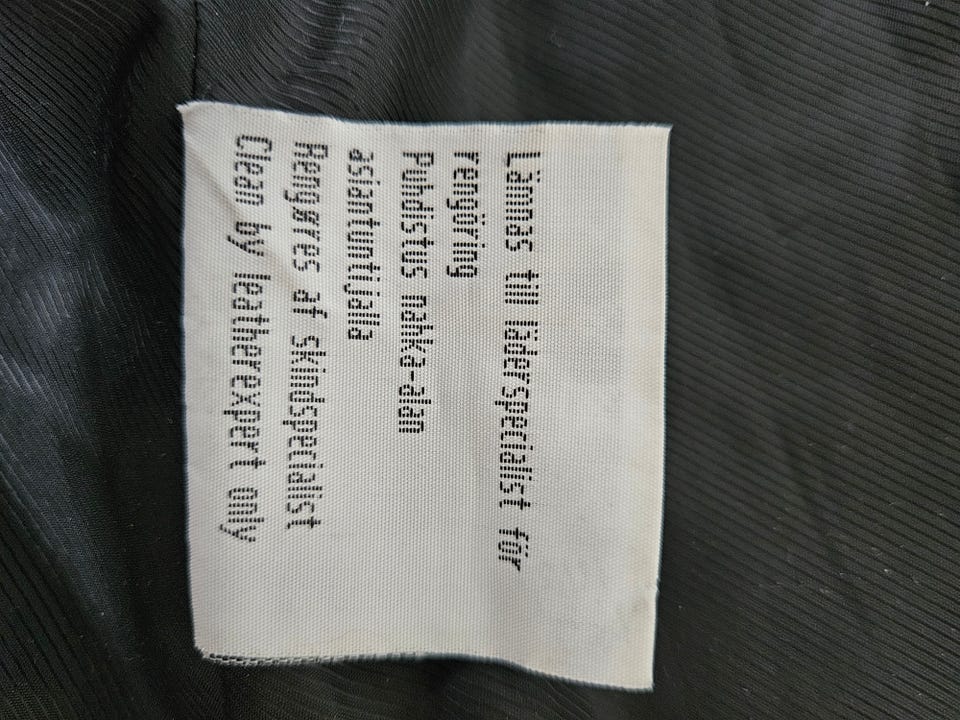 Lämnas till läderspecialist för
rengöring
Puhdistus nahka-alan
asiantuntijalla
Rengøres af skindspecialist
Clean by leatherexpert only